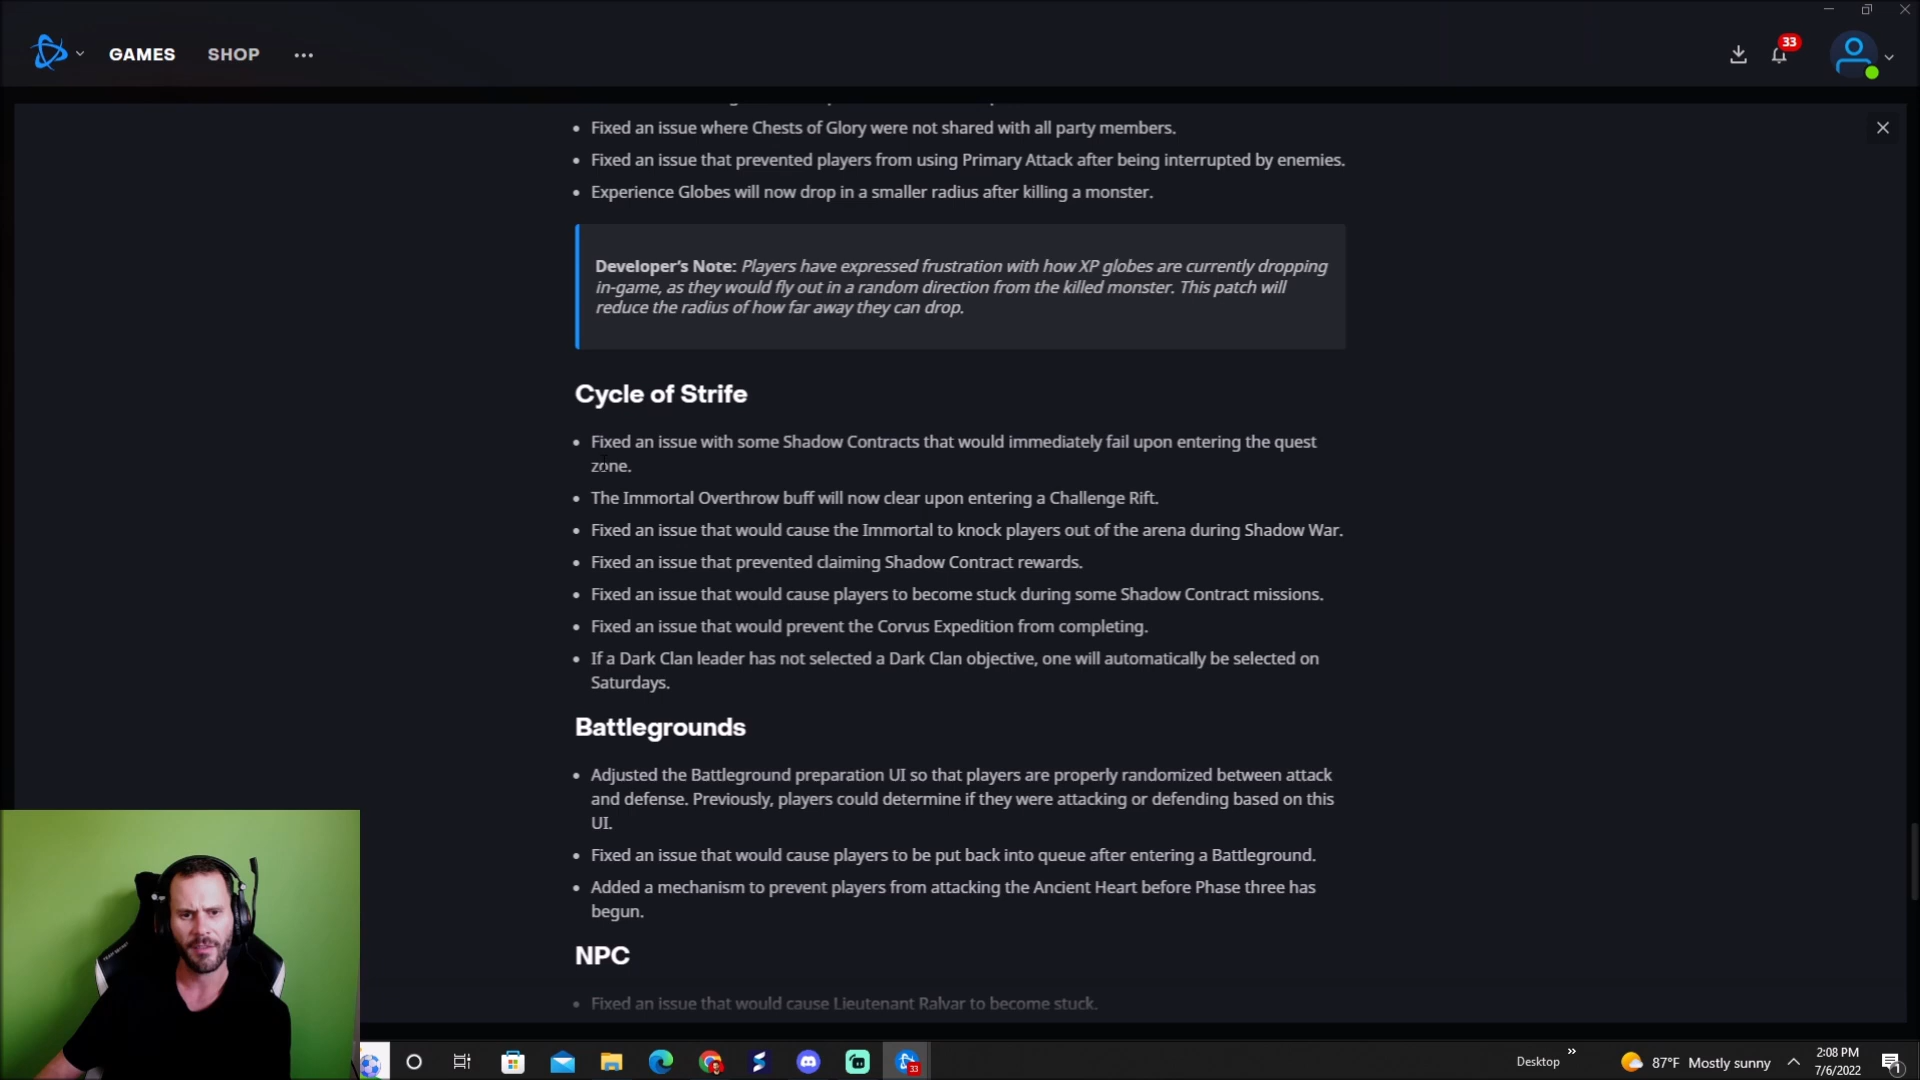 GAMES
SHOP
33
Fixed an issue where Chests of Glory were not shared with all party members.
Fixed an issue that prevented players from using Primary Attack after being interrupted by enemies.
Experience Globes will now drop in a smaller radius after killing a monster.
Developer's Note: Players have expressed frustration with how XP globes are currently dropping
in-game, as they would fly out in a random direction from the killed monster. This patch will
reduce the radius of how far away they can drop.
Cycle of Strife
Fixed an issue with some Shadow Contracts that would immediately fail upon entering the quest
zone.
The Immortal Overthrow buff will now clear upon entering a Challenge Rift.
Fixed an issue that would cause the Immortal to knock players out of the arena during Shadow War.
Fixed an issue that prevented claiming Shadow Contract rewards.
Fixed an issue that would cause players to become stuck during some Shadow Contract missions.
Fixed an issue that would prevent the Corvus Expedition from completing.
If a Dark Clan leader has not selected a Dark Clan objective, one will automatically be selected on
Saturdays.
Battlegrounds
Adjusted the Battleground preparation UI so that players are properly randomized between attack
and defense. Previously, players could determine if they were attacking or defending based on this
UI.
Fixed an issue that would cause players to be put back into queue after entering a Battleground.
Added a mechanism to prevent players from attacking the Ancient Heart before Phase three has
begun.
NPC
Fixed an issue that would cause Lieutenant Ralvar to become stuck.
33
Desktop
87°F Mostly sunny
2:08 PM
7/6/2022
1